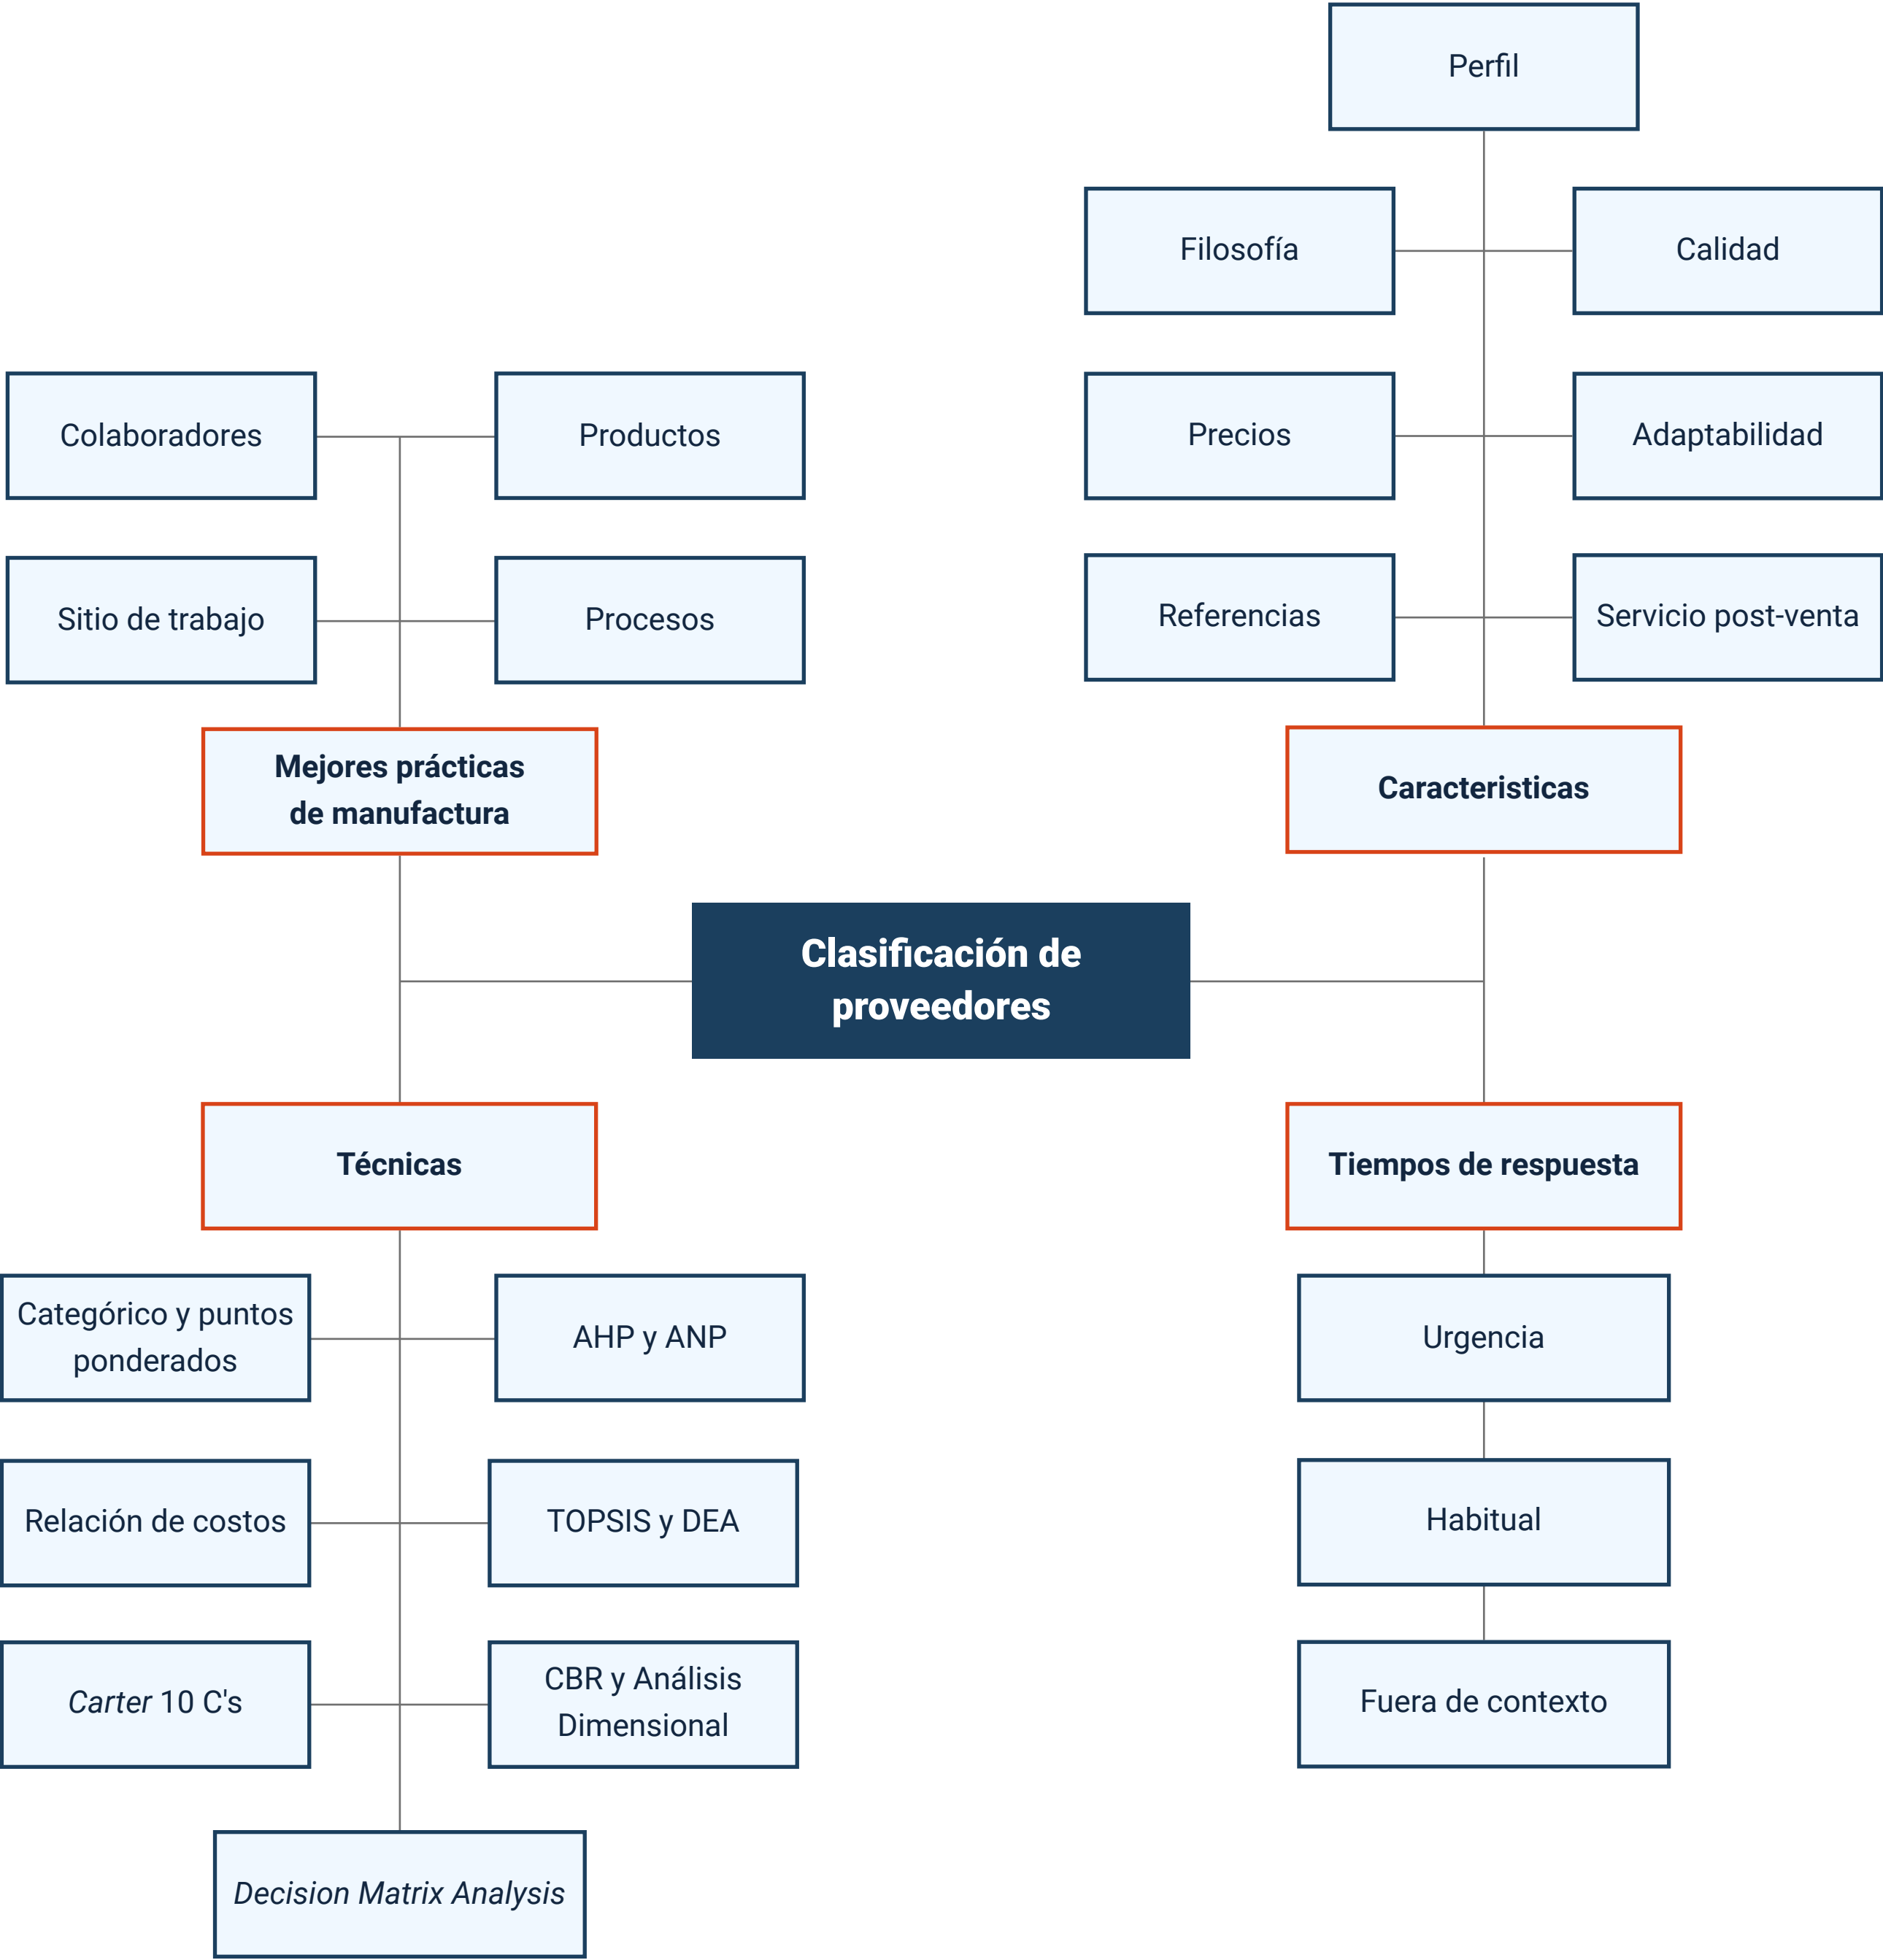 Perfil
Filosofía
Calidad
Colaboradores
Productos
Precios
Adaptabilidad
Sitio de trabajo
Procesos
Referencias
Servicio post-venta
Mejores prácticas
de manufactura
Caracteristicas
Clasificación de
proveedores
Técnicas
Tiempos de respuesta
Categórico y puntos
ponderados
AHP y ANP
Urgencia
Relación de costos
TOPSIS y DEA
Habitual
Carter 10 C's
CBR y Análisis
Dimensional
Fuera de contexto
Decision Matrix Analysis